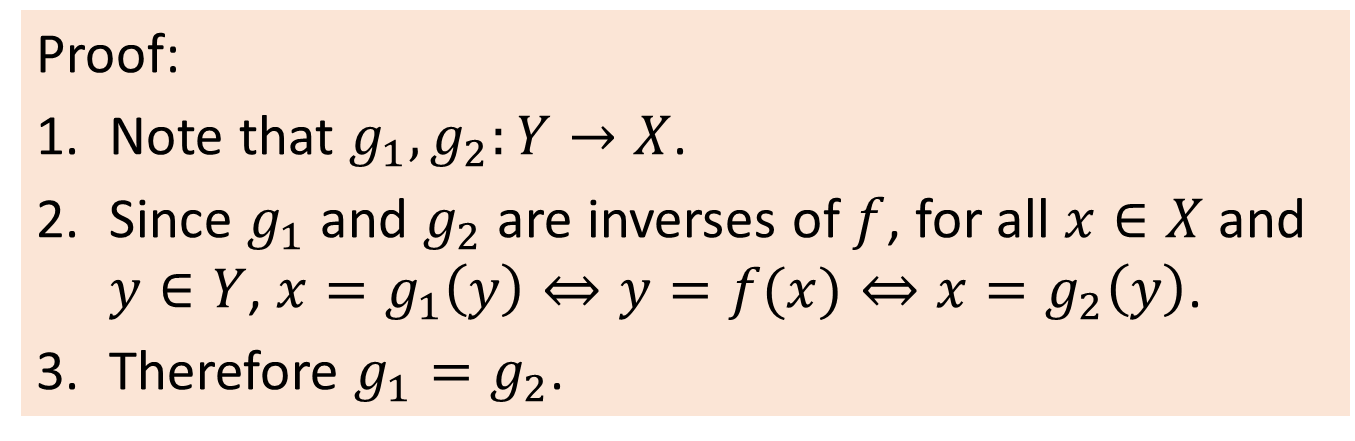 Proof:
1. Note that g₁, g₂: Y → X.
2. Since g₁ and g₂ are inverses of f, for all x ∈ X and
y ∈ Y, x = g₁(y) ⇔ y = f(x) ⇔ x = g₂(y).
3. Therefore g₁ = g₂.